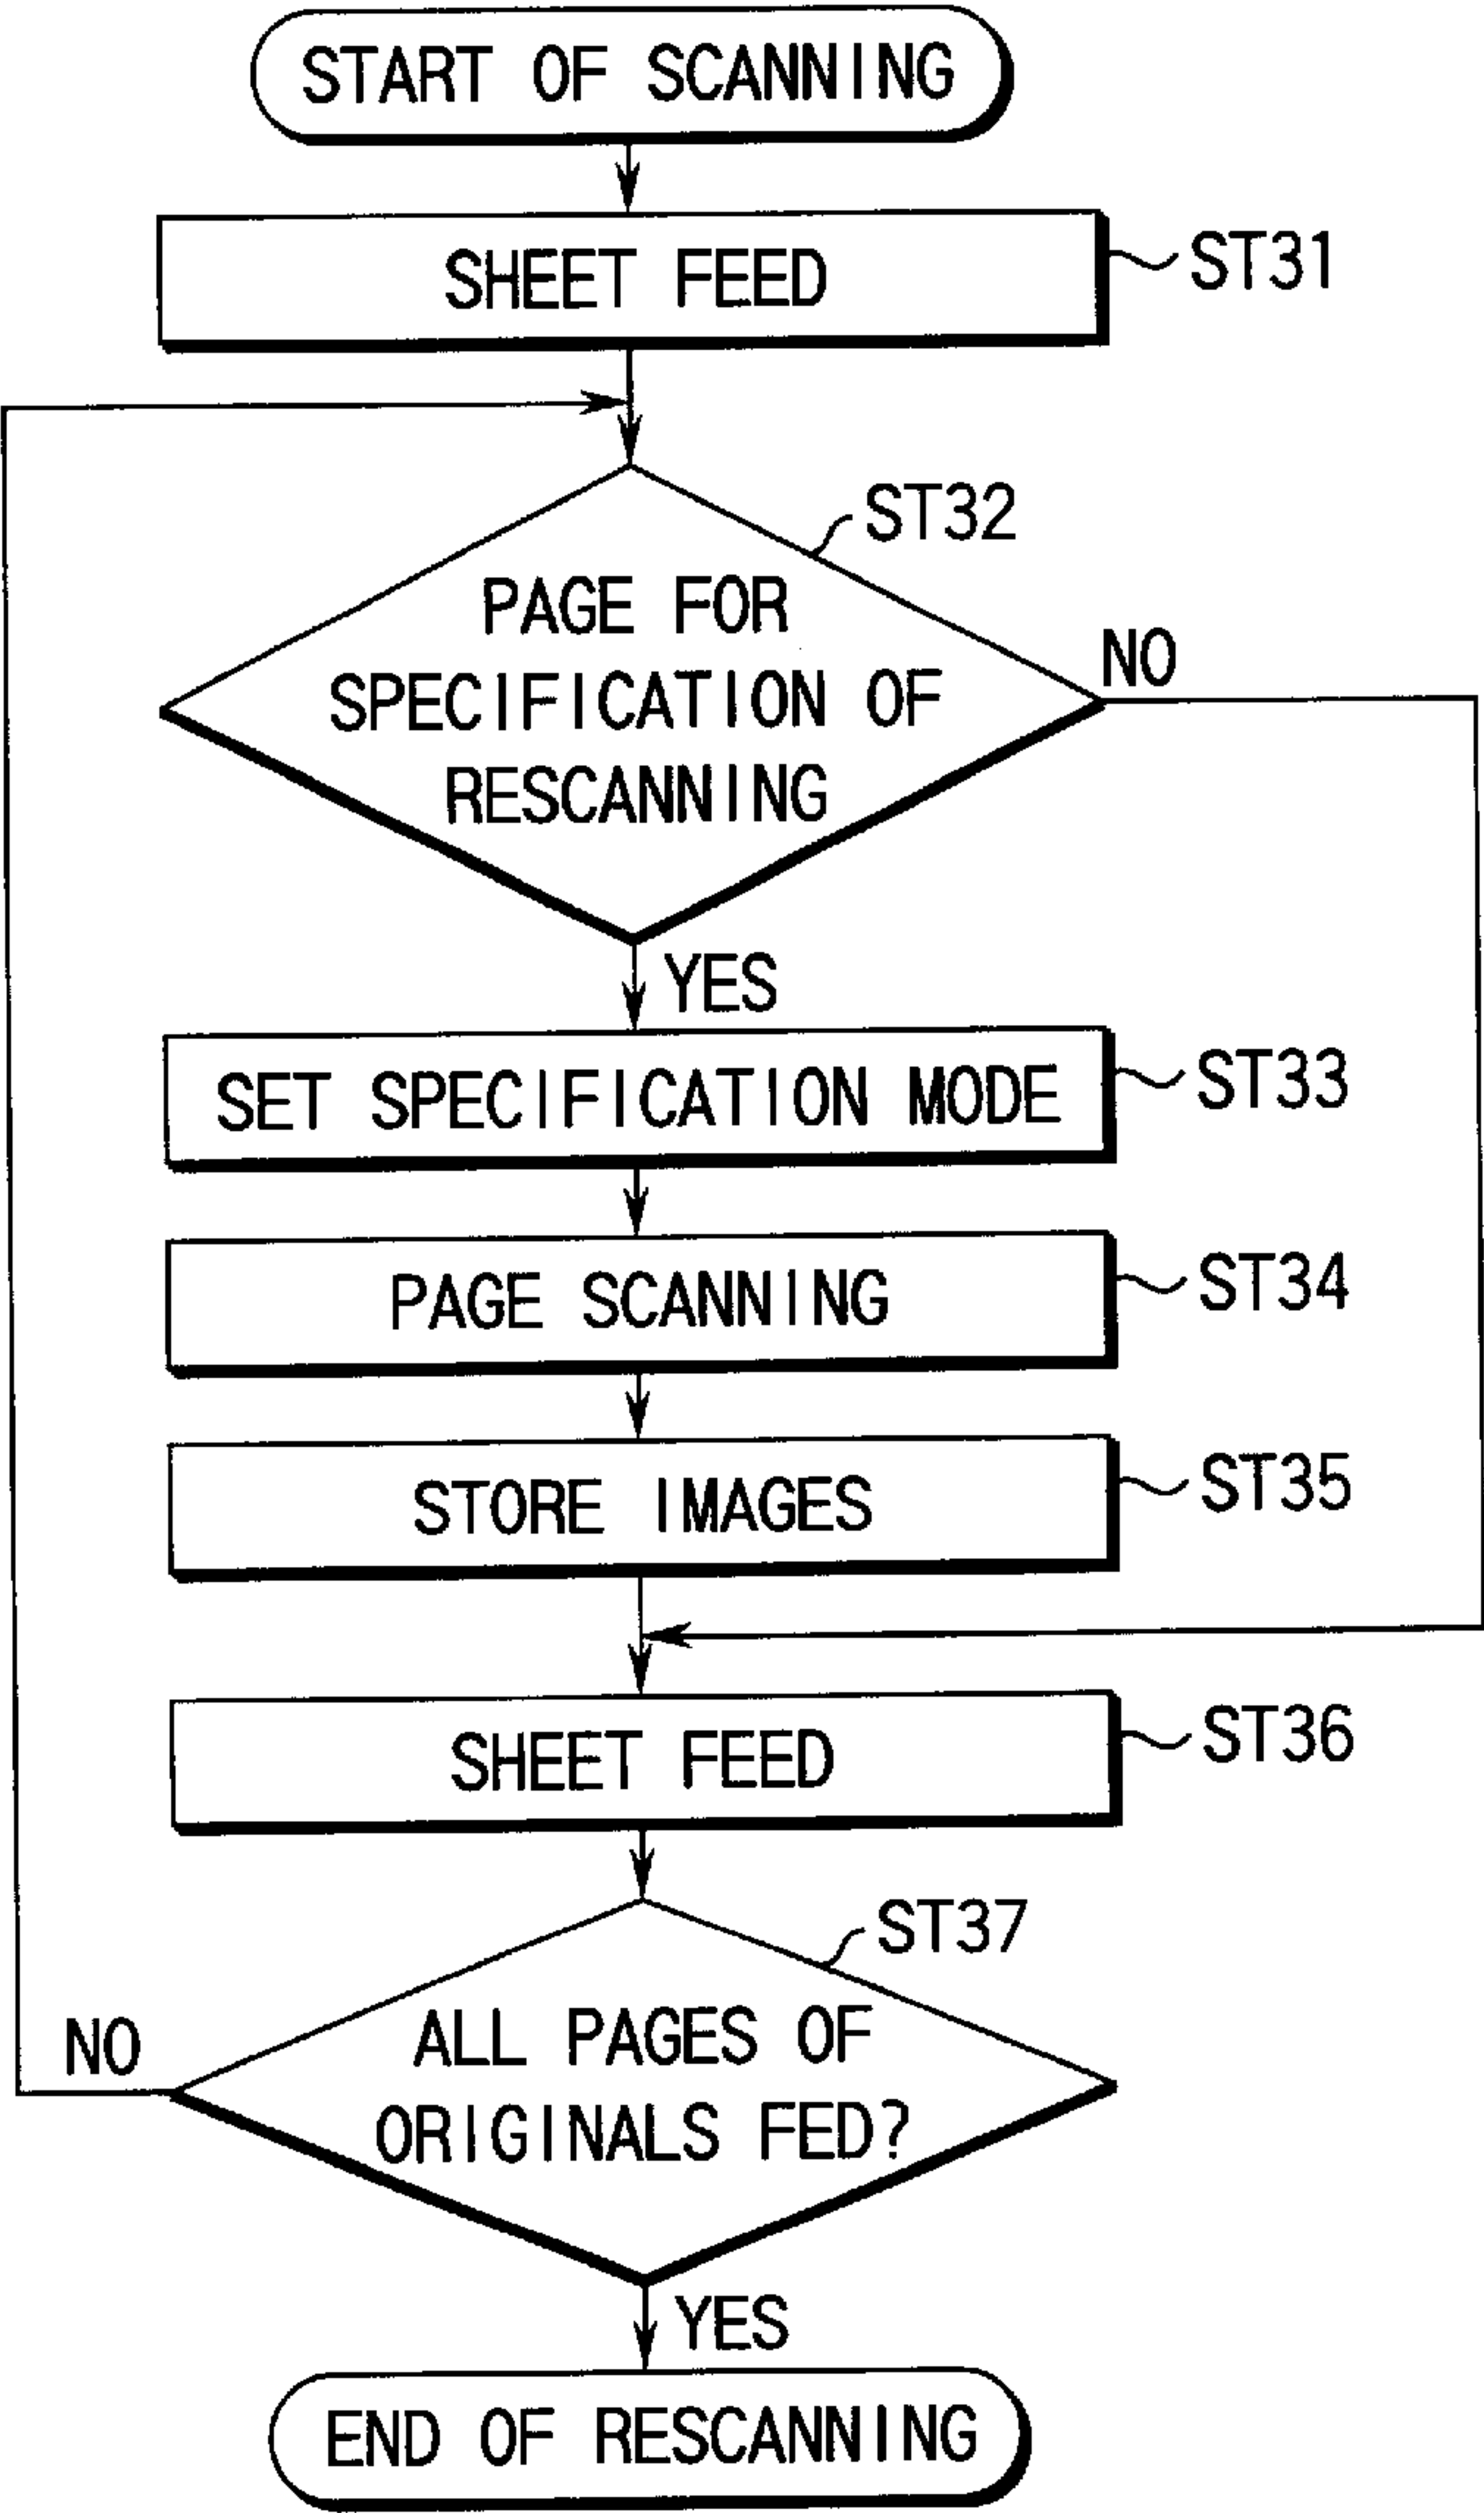 START OF SCANNING
SHEET FEED
ST31
ST32
PAGE FOR
SPECIFICATION OF
RESCANNING
NO
YES
SET SPECIFICATION MODE
ST33
PAGE SCANNING
ST34
STORE IMAGES
ST35
SHEET FEED
ST36
ST37
ALL PAGES OF
ORIGINALS FED?
NO
YES
END OF RESCANNING